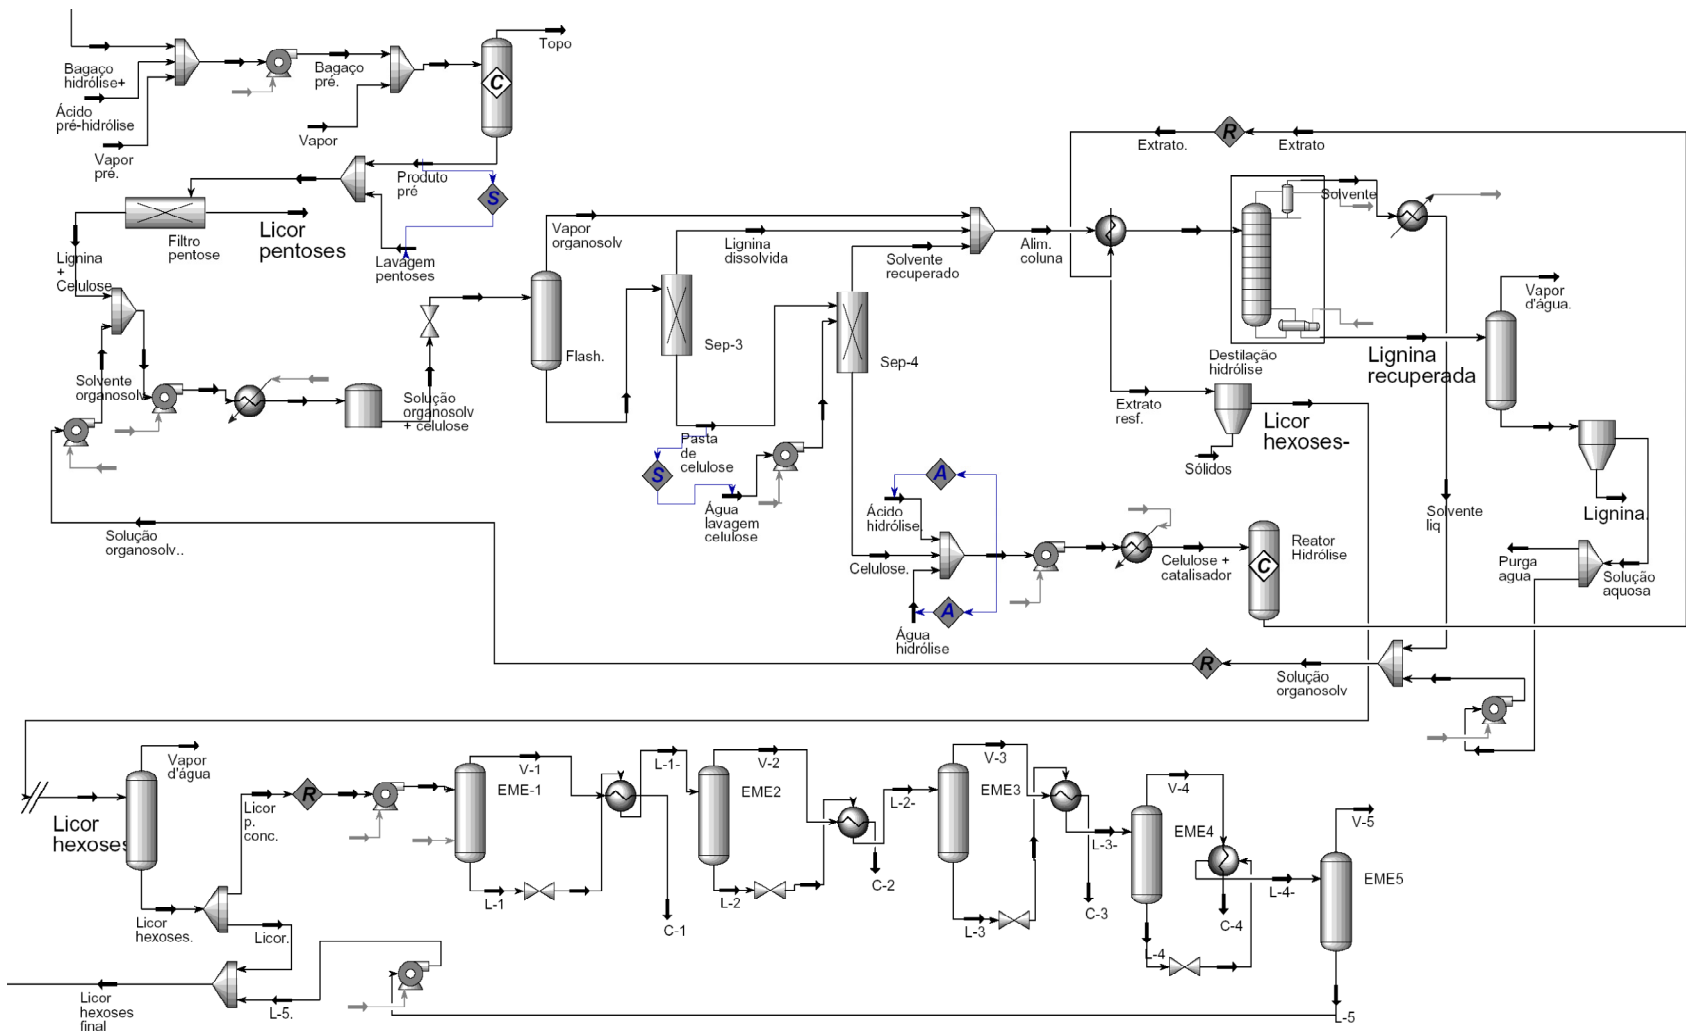 Topo
Bagaço
hidrólise+
Bagaço
pré.
C
Ácido
pré-hidrólise
Vapor
Vapor
pré.
R
Extrato.
Extrato
Produto
pré
S
Solvente
Licor
pentoses
Filtro
pentose
Lavagem
pentoses
Vapor
organosolv
Lignina
dissolvida
Solvente
recuperado
Alim.
coluna
Lignina
+
Celulose
Vapor
d'água.
Flash.
Sep-3
Sep-4
Destilação
hidrólise
Lignina
recuperada
Solvente
organosolv
Solução
organosolv
+ celulose
Extrato
resf.
Licor
hexoses-
Sólidos
Pasta
de
celulose
S
A
Água
lavagem
celulose
Ácido
hidrólise.
Solvente
liq
Lignina.
Solução
organosolv..
Celulose.
Celulose +
catalisador
C
Reator
Hidrólise
Purga
agua
Solução
aquosa
A
Água
hidrólise
R
Solução
organosolv
Vapor
d'água
Licor
hexoses
Licor
p.
conc.
R
V-1
EME-1
L-1-
V-2
EME2
L-2-
V-3
EME3
L-3-
V-4
EME4
L-4-
V-5
EME5
L-1
C-1
L-2
C-2
L-3
C-3
L-4
C-4
L-5
Licor
hexoses.
Licor.
L-5.
Licor
hexoses
final